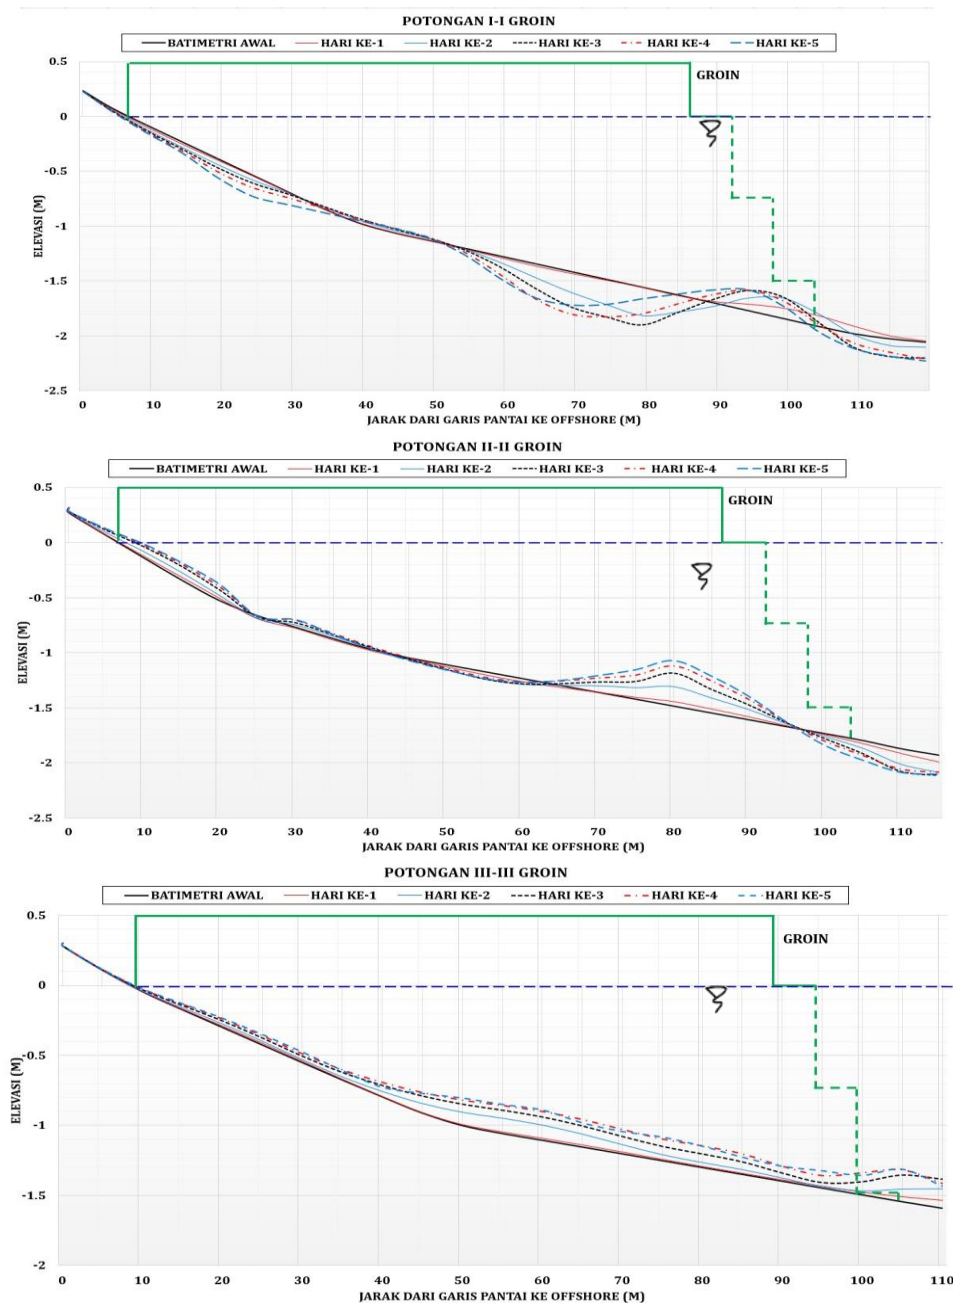 POTONGAN I-I GROIN
BATIMETRI AWAL HARI KE-1 HARI KE-2 HARI KE-3 HARI KE-4 HARI KE-5
0.5
0
-0.5
-1
-1.5
-2
-2.5
ELEVASI (M)
GROIN
0 10 20 30 40 50 60 70 80 90 100 110
JARAK DARI GARIS PANTAI KE OFFSHORE (M)
POTONGAN II-II GROIN
BATIMETRI AWAL HARI KE-1 HARI KE-2 HARI KE-3 HARI KE-4 HARI KE-5
0.5
0
-0.5
-1
-1.5
-2
-2.5
ELEVASI (M)
GROIN
0 10 20 30 40 50 60 70 80 90 100 110
JARAK DARI GARIS PANTAI KE OFFSHORE (M)
POTONGAN III-III GROIN
BATIMETRI AWAL HARI KE-1 HARI KE-2 HARI KE-3 HARI KE-4 HARI KE-5
0.5
0
-0.5
-1
-1.5
-2
ELEVASI (M)
GROIN
0 10 20 30 40 50 60 70 80 90 100 110
JARAK DARI GARIS PANTAI KE OFFSHORE (M)